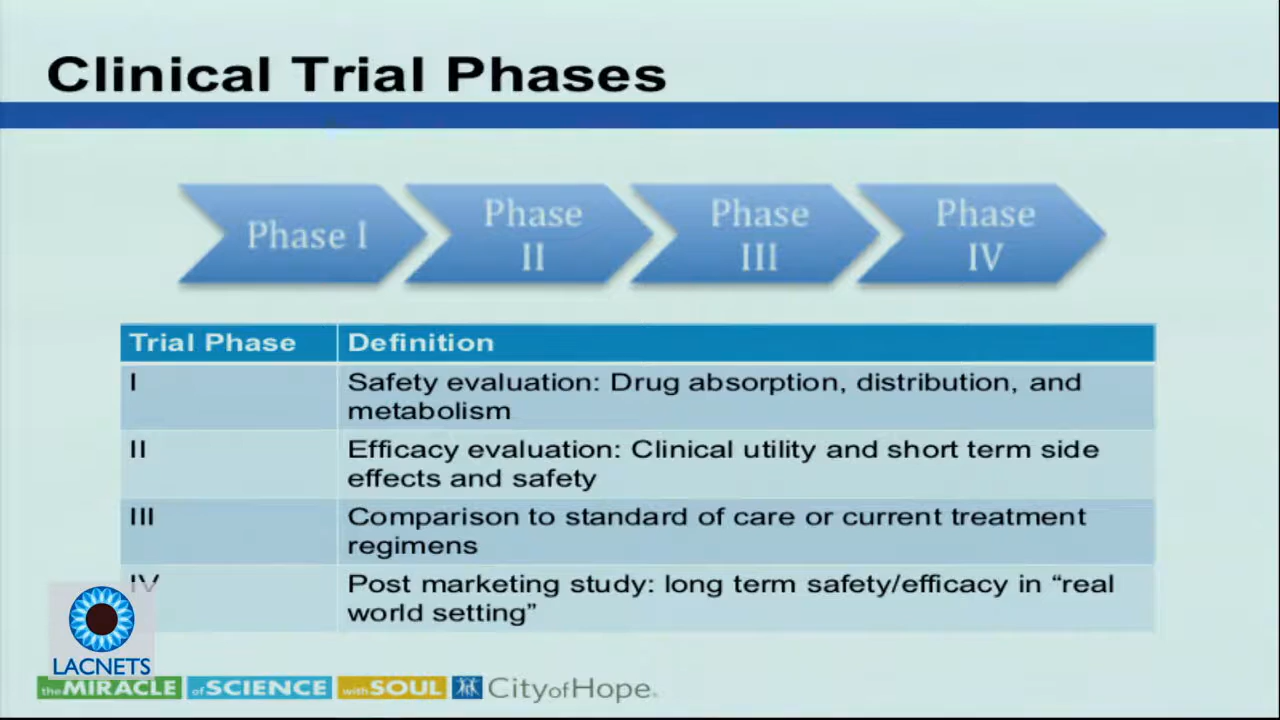 Clinical Trial Phases
Phase I
Phase
II
Phase
III
Phase
IV
Trial Phase
Definition
I
Safety evaluation: Drug absorption, distribution, and
metabolism
II
Efficacy evaluation: Clinical utility and short term side
effects and safety
III
Comparison to standard of care or current treatment
regimens
IV
Post marketing study: long term safety/efficacy in “real
world setting”
LACNETS
the MIRACLE of SCIENCE with SOUL City of Hope.